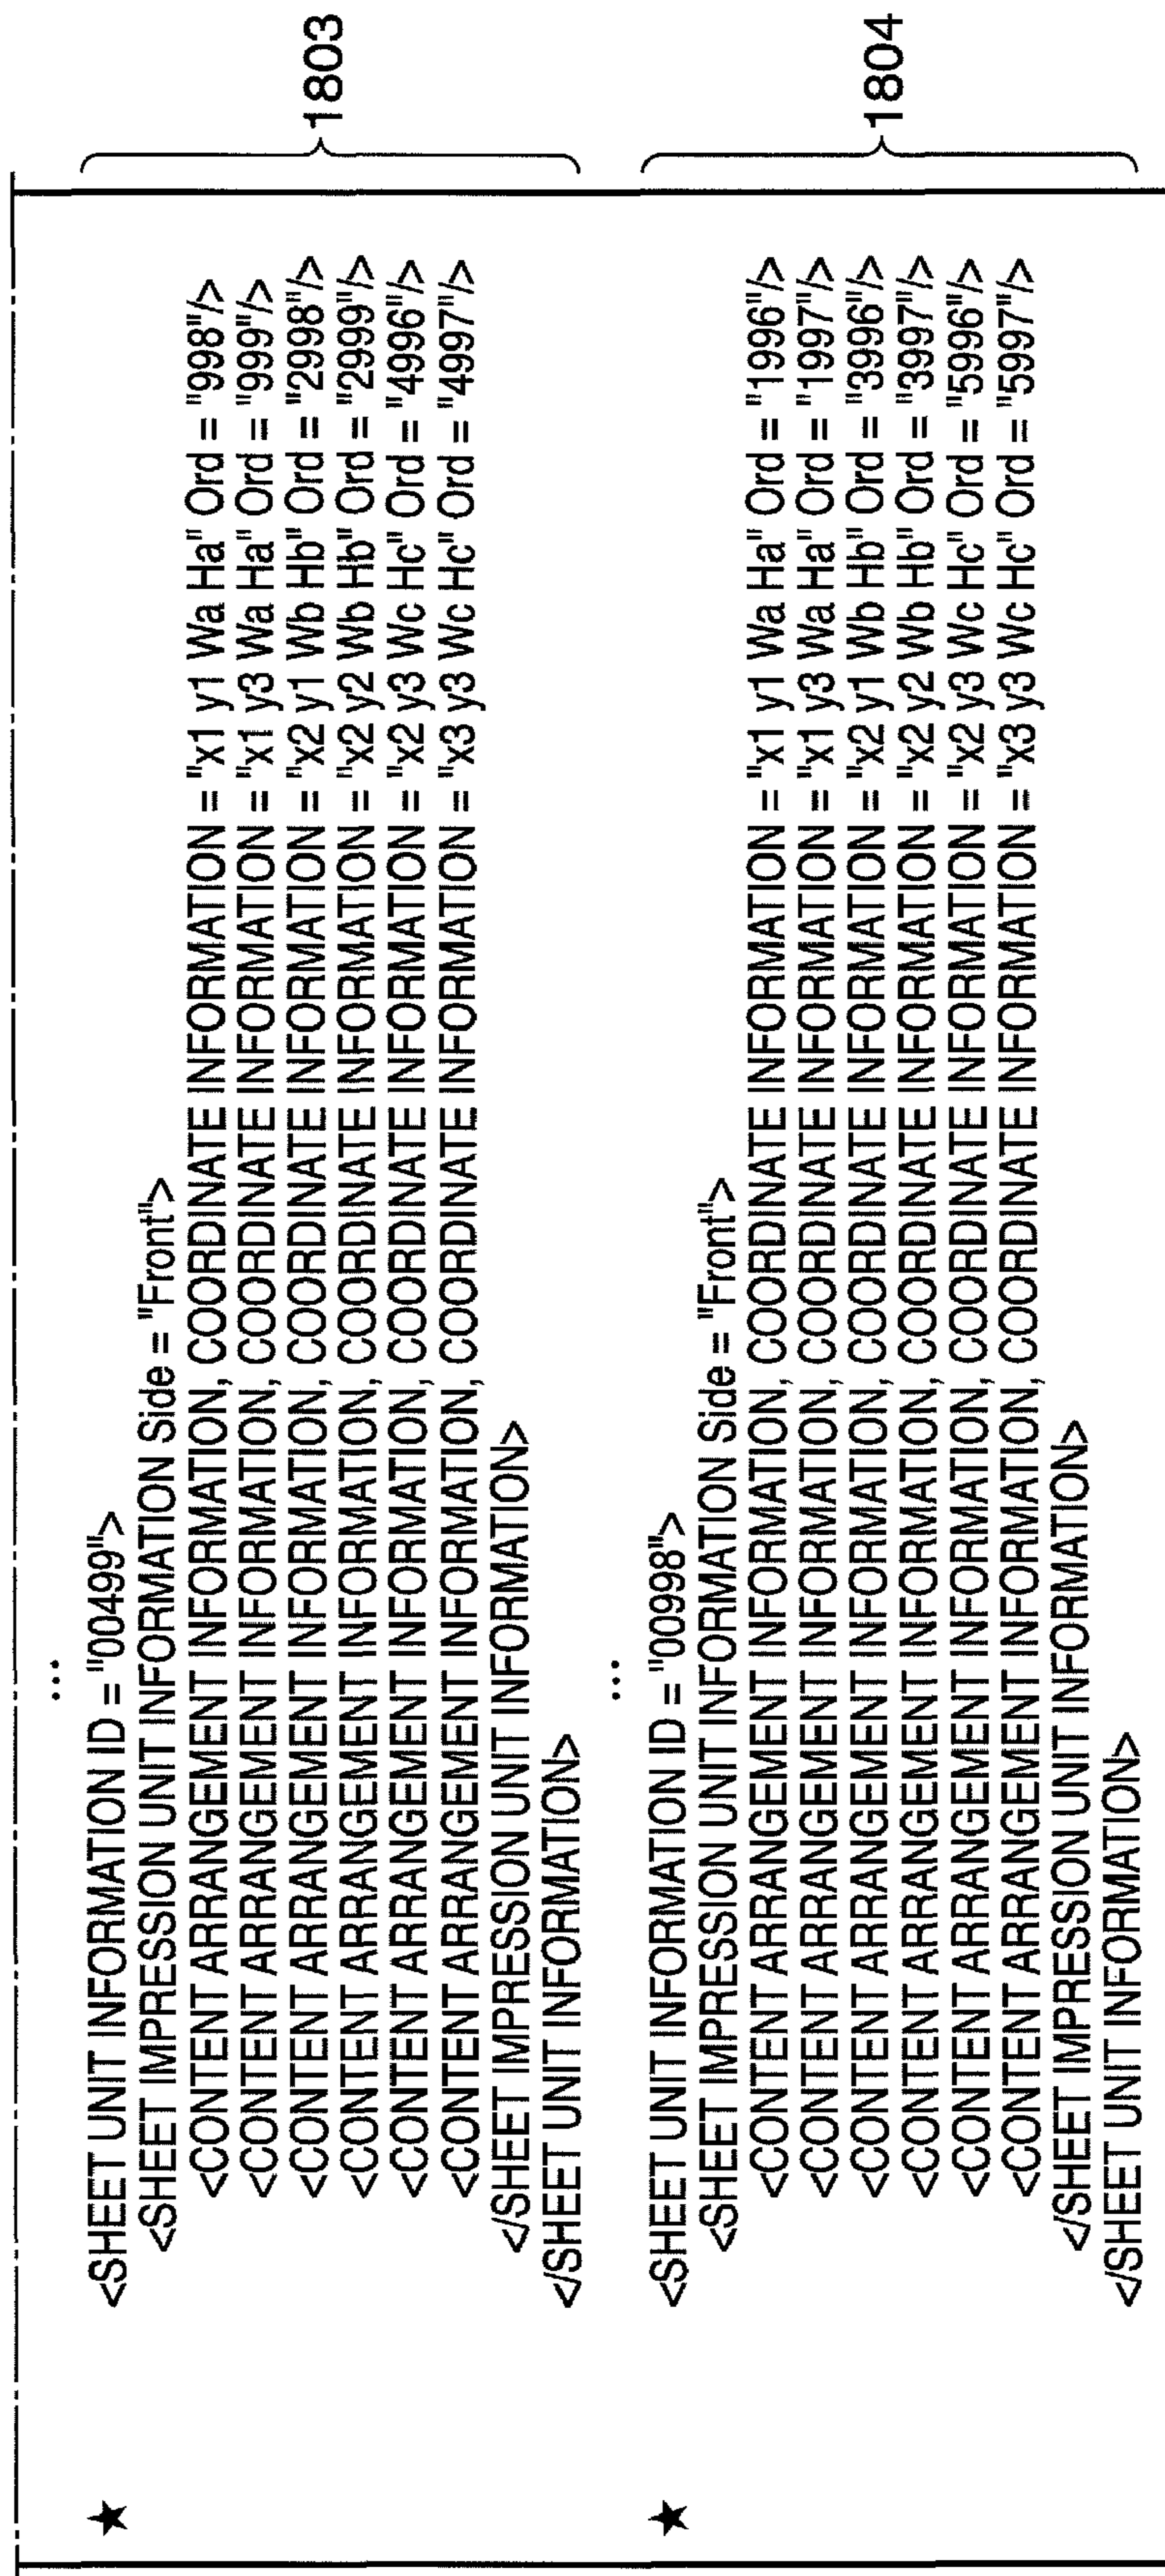 ...
★ <SHEET UNIT INFORMATION ID = "00499">
<SHEET IMPRESSION UNIT INFORMATION Side = "Front">
<CONTENT ARRANGEMENT INFORMATION, COORDINATE INFORMATION = "x1 y1 Wa Ha" Ord = "998"/>
<CONTENT ARRANGEMENT INFORMATION, COORDINATE INFORMATION = "x1 y3 Wa Ha" Ord = "999"/>
<CONTENT ARRANGEMENT INFORMATION, COORDINATE INFORMATION = "x2 y1 Wb Hb" Ord = "2998"/>
<CONTENT ARRANGEMENT INFORMATION, COORDINATE INFORMATION = "x2 y2 Wb Hb" Ord = "2999"/>
<CONTENT ARRANGEMENT INFORMATION, COORDINATE INFORMATION = "x2 y3 Wc Hc" Ord = "4996"/>
<CONTENT ARRANGEMENT INFORMATION, COORDINATE INFORMATION = "x3 y3 Wc Hc" Ord = "4997"/>
</SHEET IMPRESSION UNIT INFORMATION>
</SHEET UNIT INFORMATION>
1803
...
★ <SHEET UNIT INFORMATION ID = "00998">
<SHEET IMPRESSION UNIT INFORMATION Side = "Front">
<CONTENT ARRANGEMENT INFORMATION, COORDINATE INFORMATION = "x1 y1 Wa Ha" Ord = "1996"/>
<CONTENT ARRANGEMENT INFORMATION, COORDINATE INFORMATION = "x1 y3 Wa Ha" Ord = "1997"/>
<CONTENT ARRANGEMENT INFORMATION, COORDINATE INFORMATION = "x2 y1 Wb Hb" Ord = "3996"/>
<CONTENT ARRANGEMENT INFORMATION, COORDINATE INFORMATION = "x2 y2 Wb Hb" Ord = "3997"/>
<CONTENT ARRANGEMENT INFORMATION, COORDINATE INFORMATION = "x2 y3 Wc Hc" Ord = "5996"/>
<CONTENT ARRANGEMENT INFORMATION, COORDINATE INFORMATION = "x3 y3 Wc Hc" Ord = "5997"/>
</SHEET IMPRESSION UNIT INFORMATION>
</SHEET UNIT INFORMATION>
1804